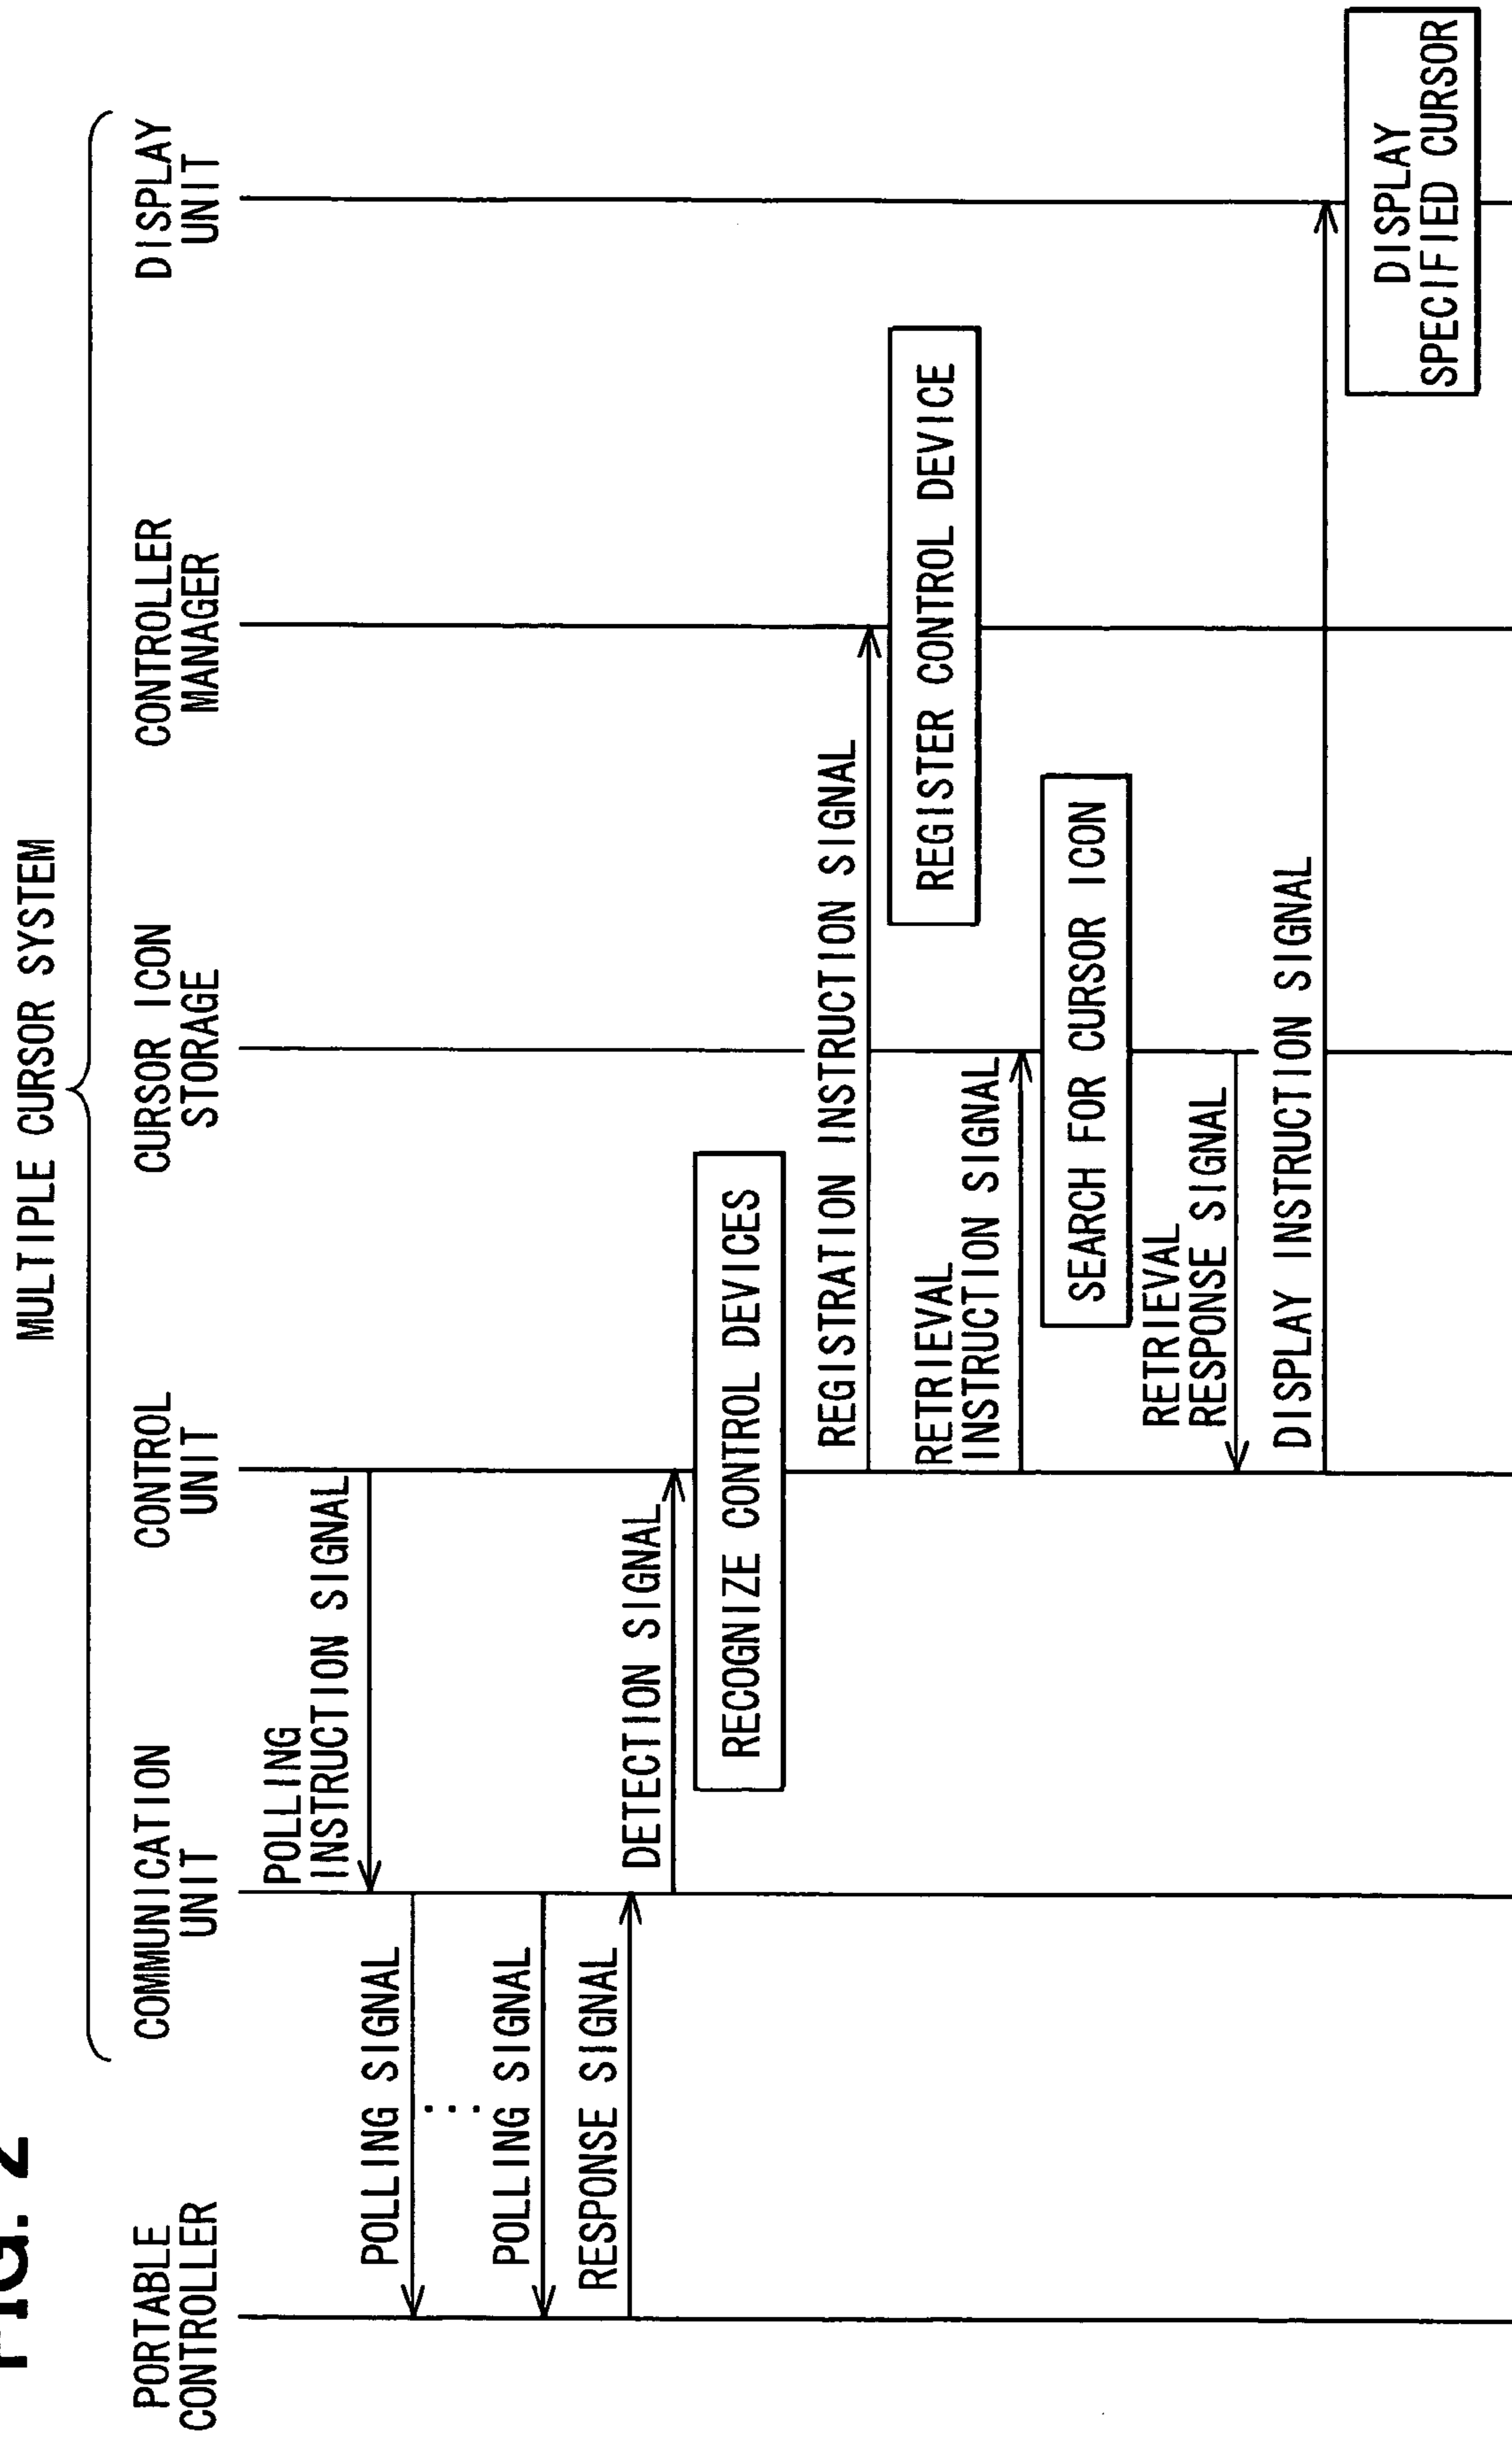 FIG. 2
MULTIPLE CURSOR SYSTEM
PORTABLE
CONTROLLER
COMMUNICATION
UNIT
CONTROL
UNIT
CURSOR ICON
STORAGE
CONTROLLER
MANAGER
DISPLAY
UNIT
POLLING
INSTRUCTION SIGNAL
POLLING SIGNAL
...
POLLING SIGNAL
RESPONSE SIGNAL
DETECTION SIGNAL
RECOGNIZE CONTROL DEVICES
REGISTRATION INSTRUCTION SIGNAL
REGISTER CONTROL DEVICE
RETRIEVAL
INSTRUCTION SIGNAL
SEARCH FOR CURSOR ICON
RETRIEVAL
RESPONSE SIGNAL
DISPLAY INSTRUCTION SIGNAL
DISPLAY
SPECIFIED CURSOR